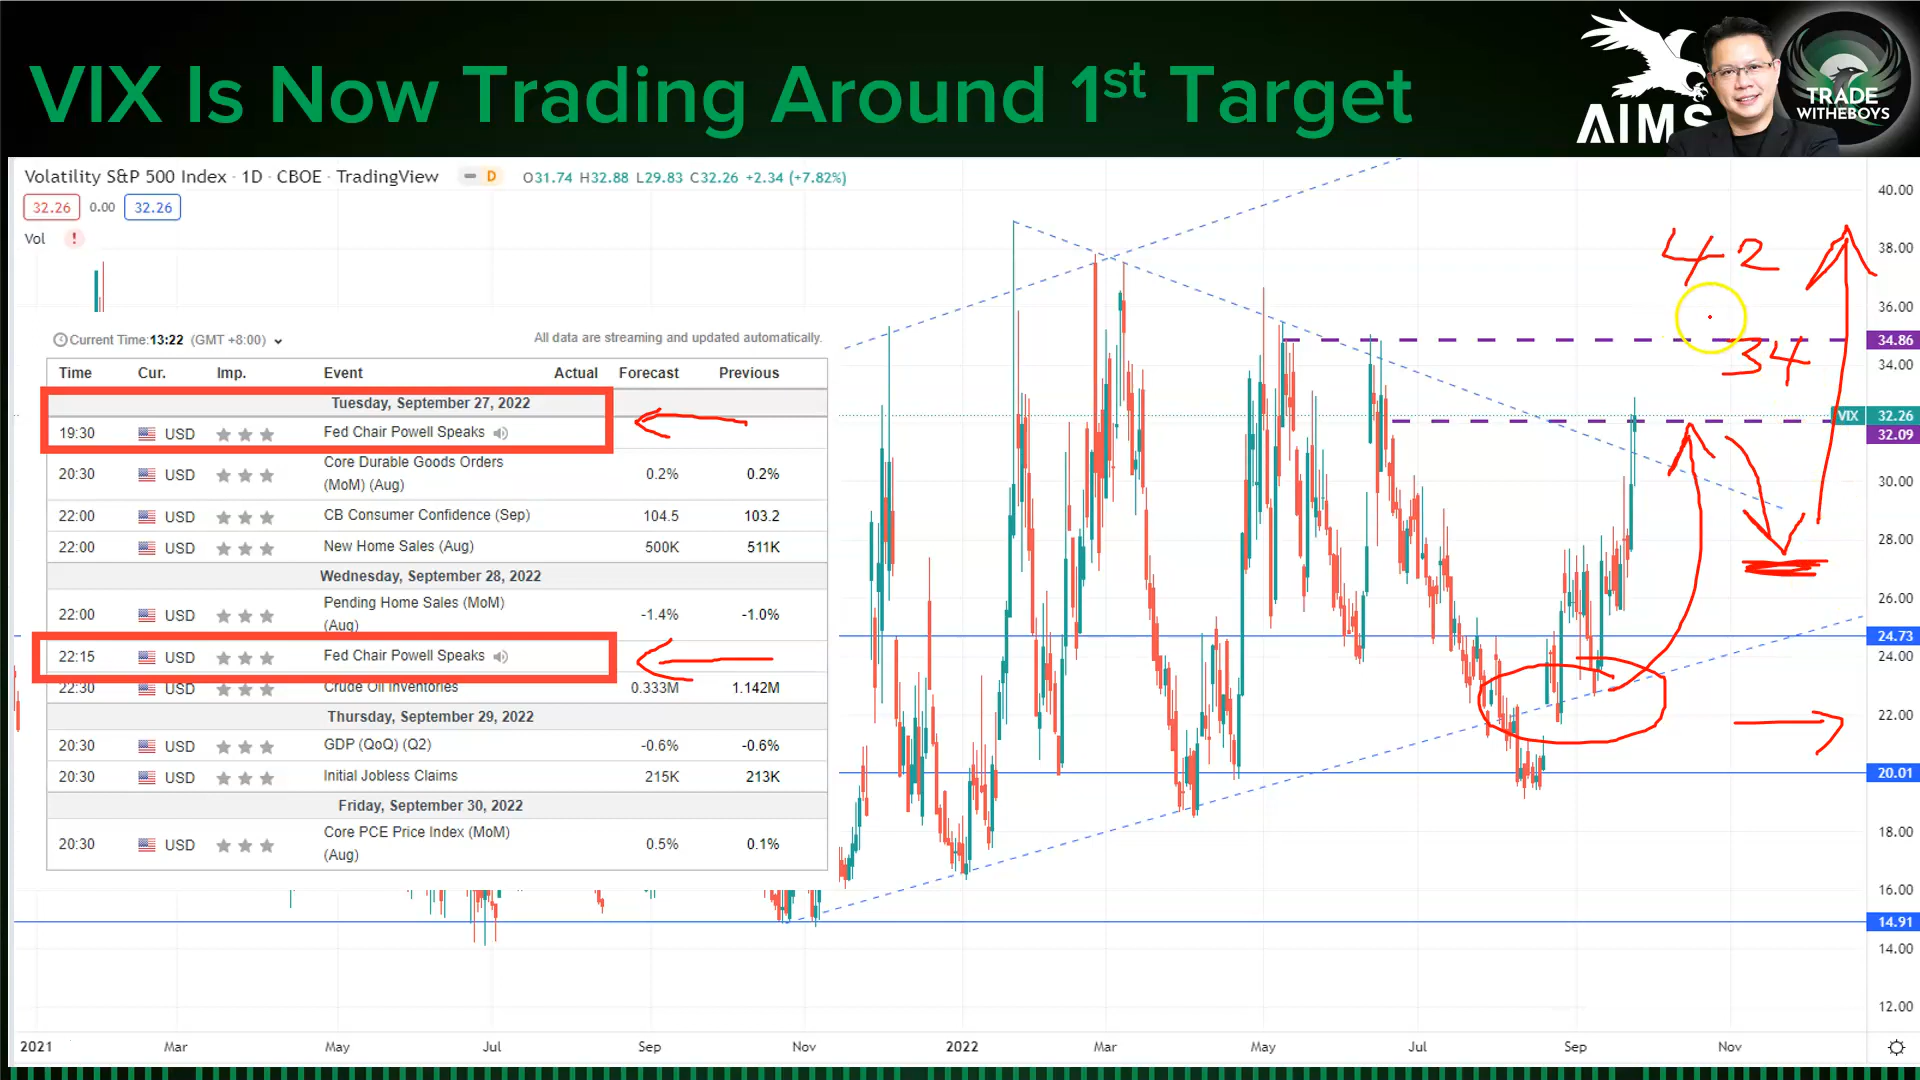 VIX Is Now Trading Around 1st Target
AIMS
TRADE
WITHEBOYS
Volatility S&P 500 Index · 1D · CBOE · TradingView
D
O31.74 H32.88 L29.83 C32.26 +2.34 (+7.82%)
32.26 0.00 32.26
Vol !
Current Time: 13:22 (GMT +8:00)
All data are streaming and updated automatically.
Time Cur. Imp. Event Actual Forecast Previous
Tuesday, September 27, 2022
19:30 USD Fed Chair Powell Speaks
20:30 USD Core Durable Goods Orders (MoM) (Aug) 0.2% 0.2%
22:00 USD CB Consumer Confidence (Sep) 104.5 103.2
22:00 USD New Home Sales (Aug) 500K 511K
Wednesday, September 28, 2022
22:00 USD Pending Home Sales (MoM) (Aug) -1.4% -1.0%
22:15 USD Fed Chair Powell Speaks
22:30 USD Crude Oil Inventories 0.333M 1.142M
Thursday, September 29, 2022
20:30 USD GDP (QoQ) (Q2) -0.6% -0.6%
20:30 USD Initial Jobless Claims 215K 213K
Friday, September 30, 2022
20:30 USD Core PCE Price Index (MoM) (Aug) 0.5% 0.1%
42
34
40.00
38.00
36.00
34.86
34.00
VIX 32.26
32.09
30.00
28.00
26.00
24.73
24.00
22.00
20.01
18.00
16.00
14.91
14.00
12.00
2021 Mar May Jul Sep Nov 2022 Mar May Jul Sep Nov